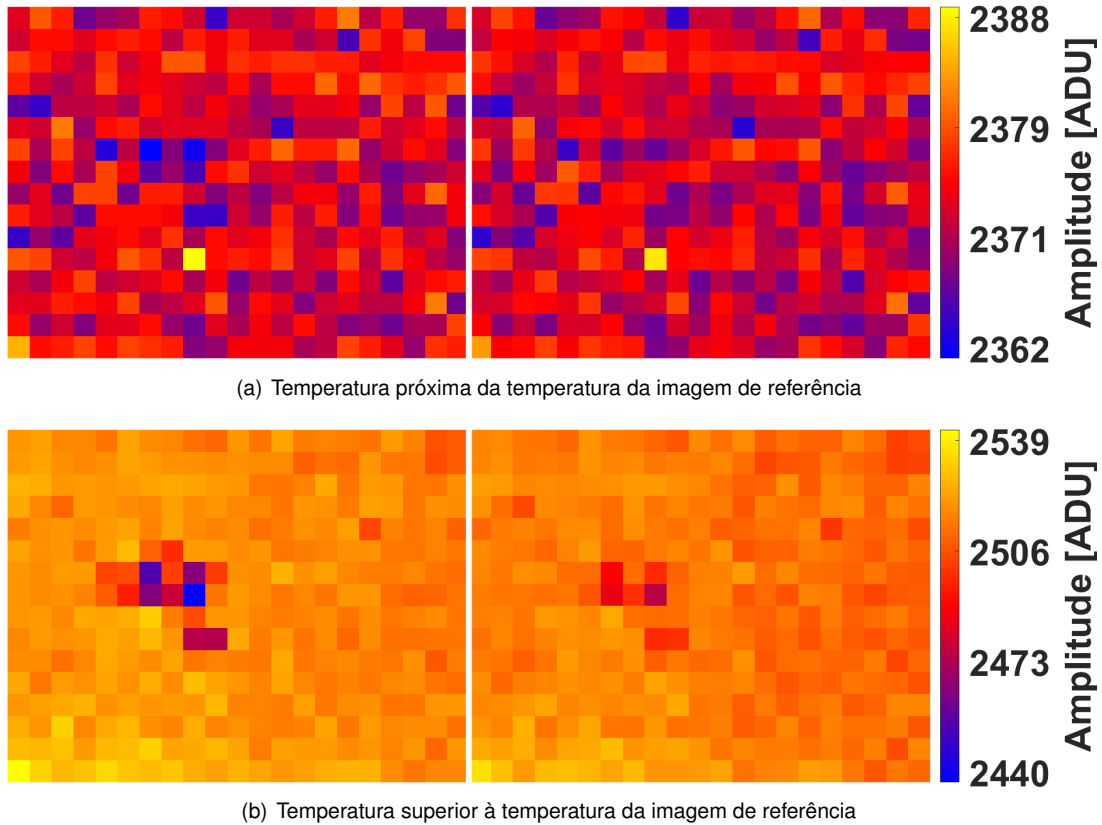 2388
2379
2371
2362
Amplitude [ADU]
(a) Temperatura próxima da temperatura da imagem de referência
2539
2506
2473
2440
Amplitude [ADU]
(b) Temperatura superior à temperatura da imagem de referência